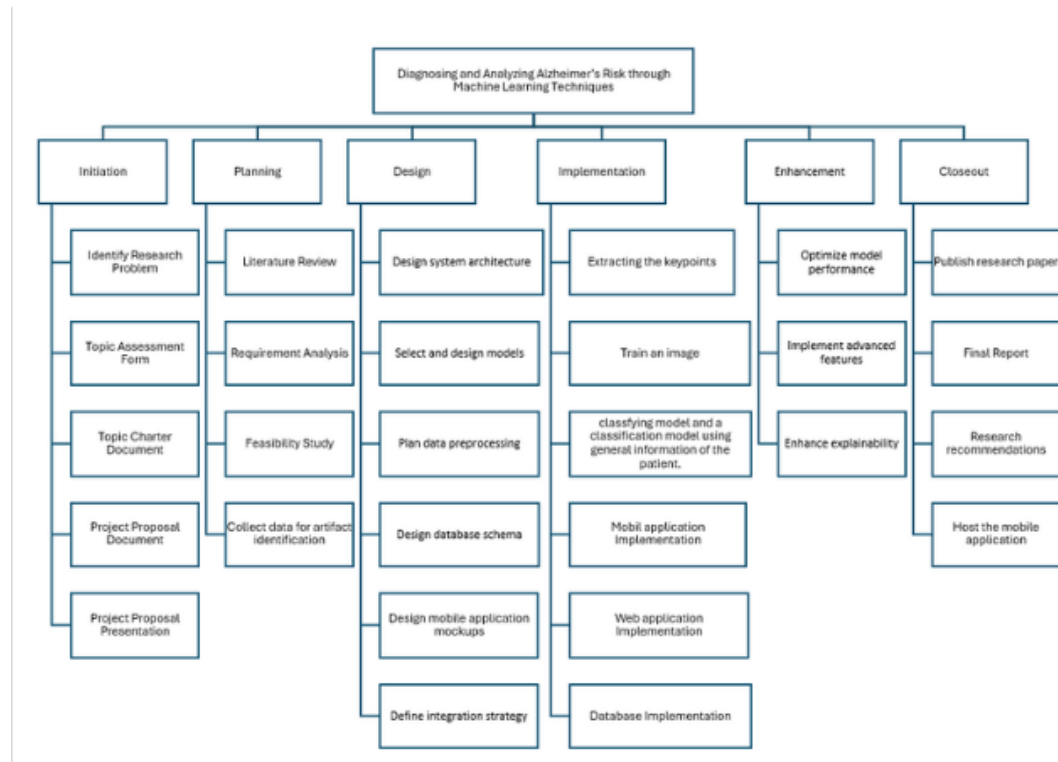 Diagnosing and Analyzing Alzheimer's Risk through
Machine Learning Techniques
Initiation
Planning
Design
Implementation
Enhancement
Closeout
Identify Research
Problem
Topic Assessment
Form
Topic Charter
Document
Project Proposal
Document
Project Proposal
Presentation
Literature Review
Requirement Analysis
Feasibility Study
Collect data for artifact
identification
Design system architecture
Select and design models
Plan data preprocessing
Design database schema
Design mobile application
mockups
Define integration strategy
Extracting the keypoints
Train an image
classfying model and a
classification model using
general information of the
patient.
Mobil application
Implementation
Web application
Implementation
Database Implementation
Optimize model
performance
Implement advanced
features
Enhance explainability
Publish research paper
Final Report
Research
recommendations
Host the mobile
application